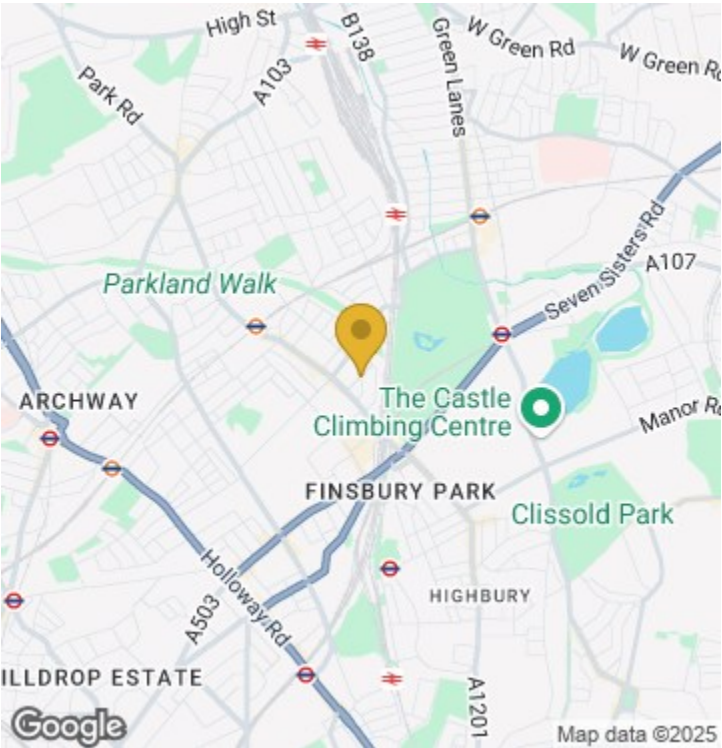 High St
B138
W Green Rd
W Green Rd
Green Lanes
A103
Park Rd
Seven Sisters Rd
A107
Parkland Walk
ARCHWAY
The Castle
Climbing Centre
Manor Rd
FINSBURY PARK
Clissold Park
Holloway Rd
A503
HIGHBURY
ILLDROP ESTATE
A1201
Google
Map data ©2025